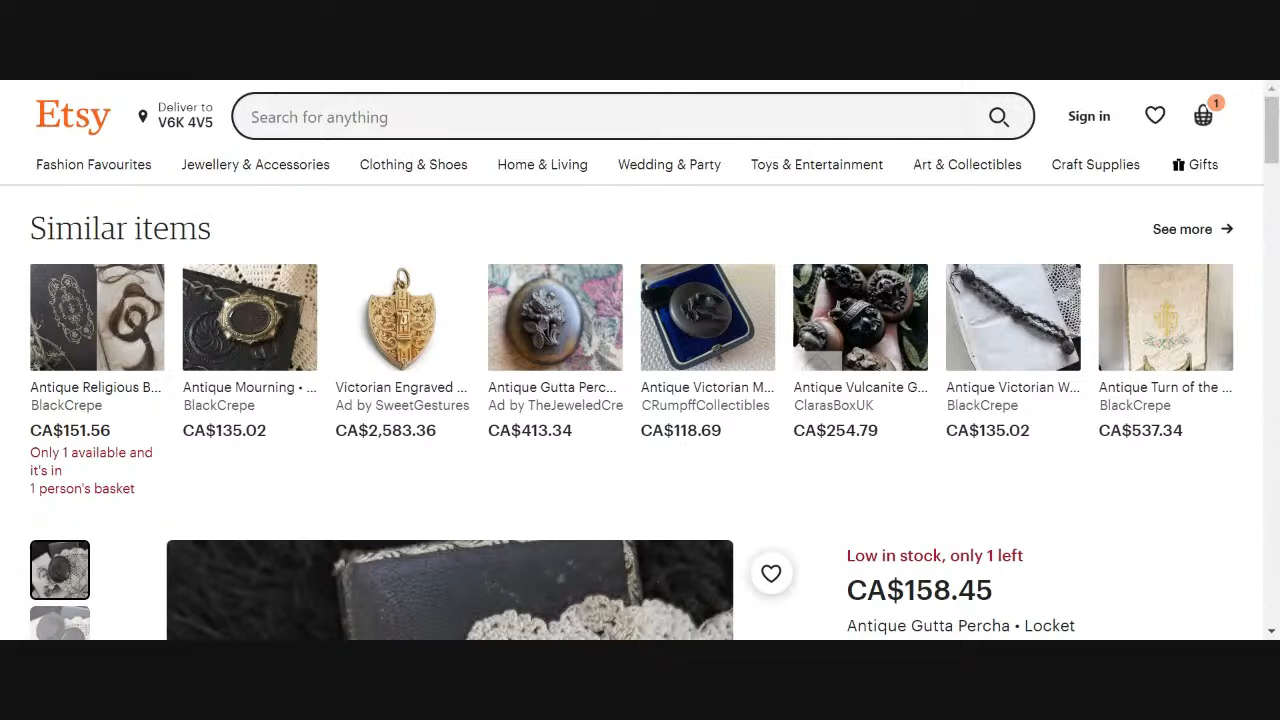 Etsy
Deliver to
V6K 4V5
Search for anything
Sign in
1
Fashion Favourites
Jewellery & Accessories
Clothing & Shoes
Home & Living
Wedding & Party
Toys & Entertainment
Art & Collectibles
Craft Supplies
Gifts
Similar items
See more
Antique Religious B...
BlackCrepe
CA$151.56
Only 1 available and
it's in
1 person's basket
Antique Mourning • ...
BlackCrepe
CA$135.02
Victorian Engraved ...
Ad by SweetGestures
CA$2,583.36
Antique Gutta Perc...
Ad by TheJeweledCre
CA$413.34
Antique Victorian M...
CRumpffCollectibles
CA$118.69
Antique Vulcanite G...
ClarasBoxUK
CA$254.79
Antique Victorian W...
BlackCrepe
CA$135.02
Antique Turn of the ...
BlackCrepe
CA$537.34
Low in stock, only 1 left
CA$158.45
Antique Gutta Percha • Locket